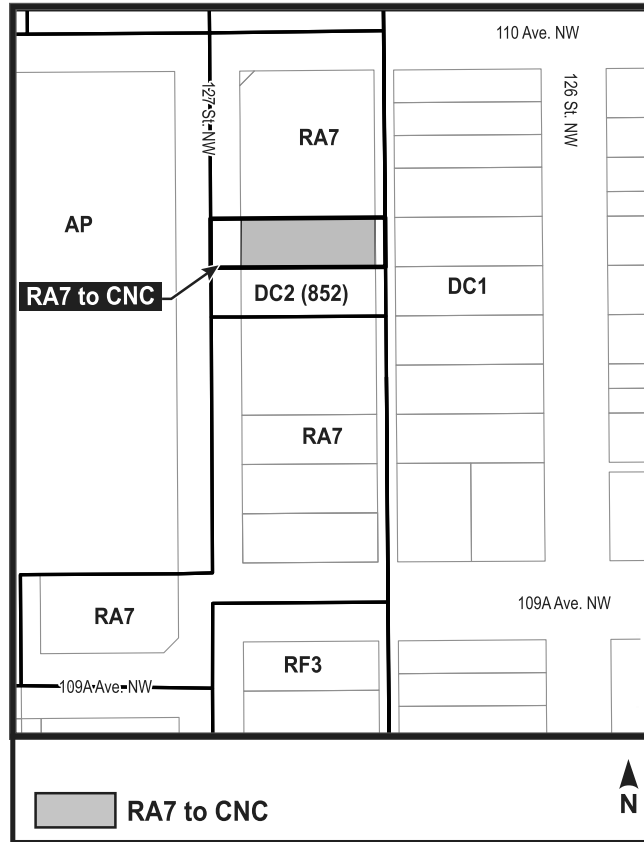 110 Ave. NW
127 St. NW
126 St. NW
RA7
AP
RA7 to CNC
DC2 (852)
DC1
RA7
RA7
109A Ave. NW
RF3
109A Ave. NW
RA7 to CNC
N